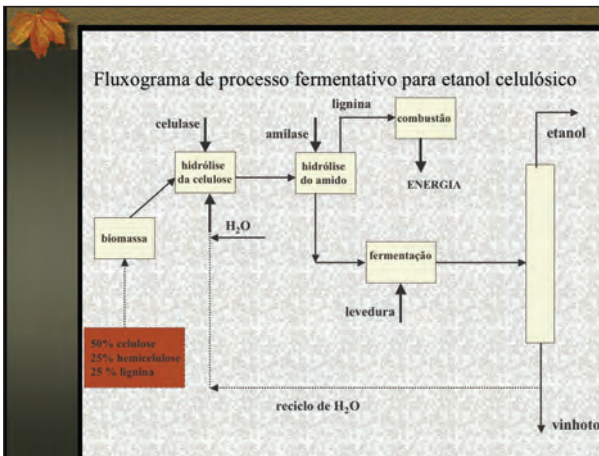 Fluxograma de processo fermentativo para etanol celulósico
lignina
combustão
etanol
celulase
amilase
hidrólise
da celulose
hidrólise
do amido
ENERGIA
H₂O
biomassa
fermentação
levedura
50% celulose
25% hemicelulose
25 % lignina
reciclo de H₂O
vinhoto